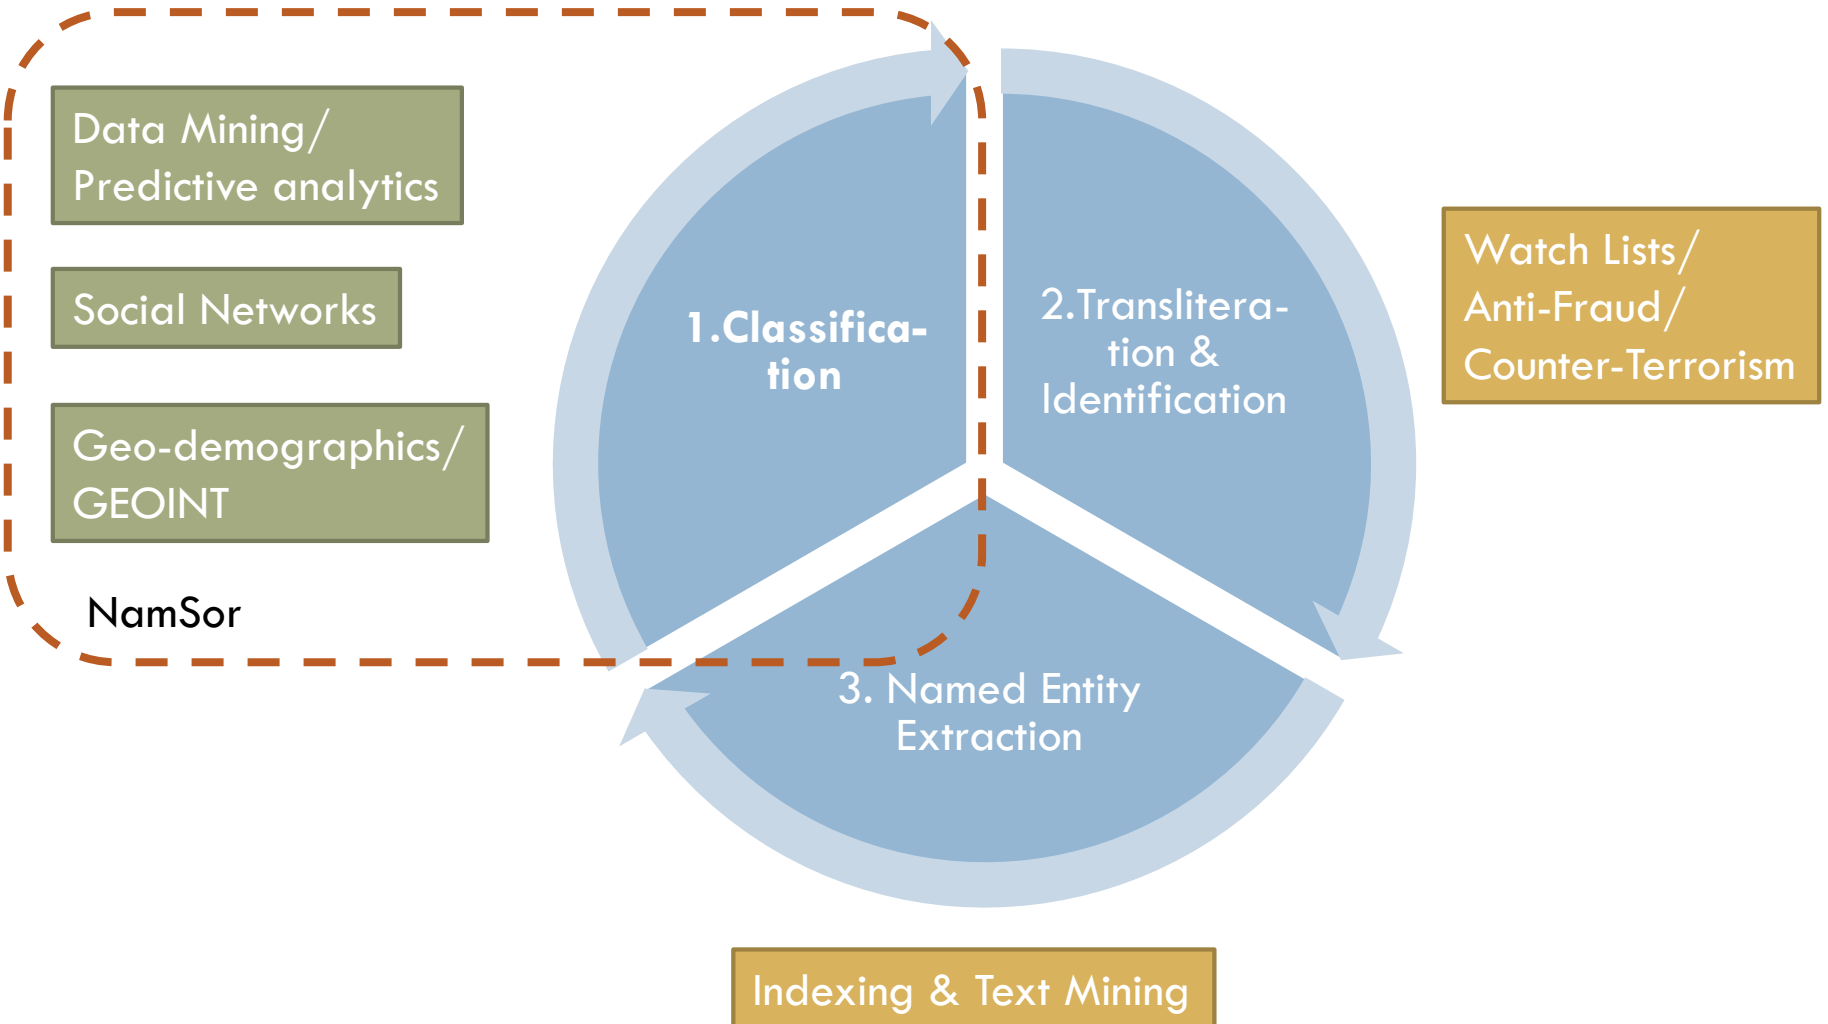 Data Mining/
Predictive analytics
Social Networks
Geo-demographics/
GEOINT
NamSor
1.Classifica-
tion
2.Translitera-
tion &
Identification
3. Named Entity
Extraction
Watch Lists/
Anti-Fraud/
Counter-Terrorism
Indexing & Text Mining